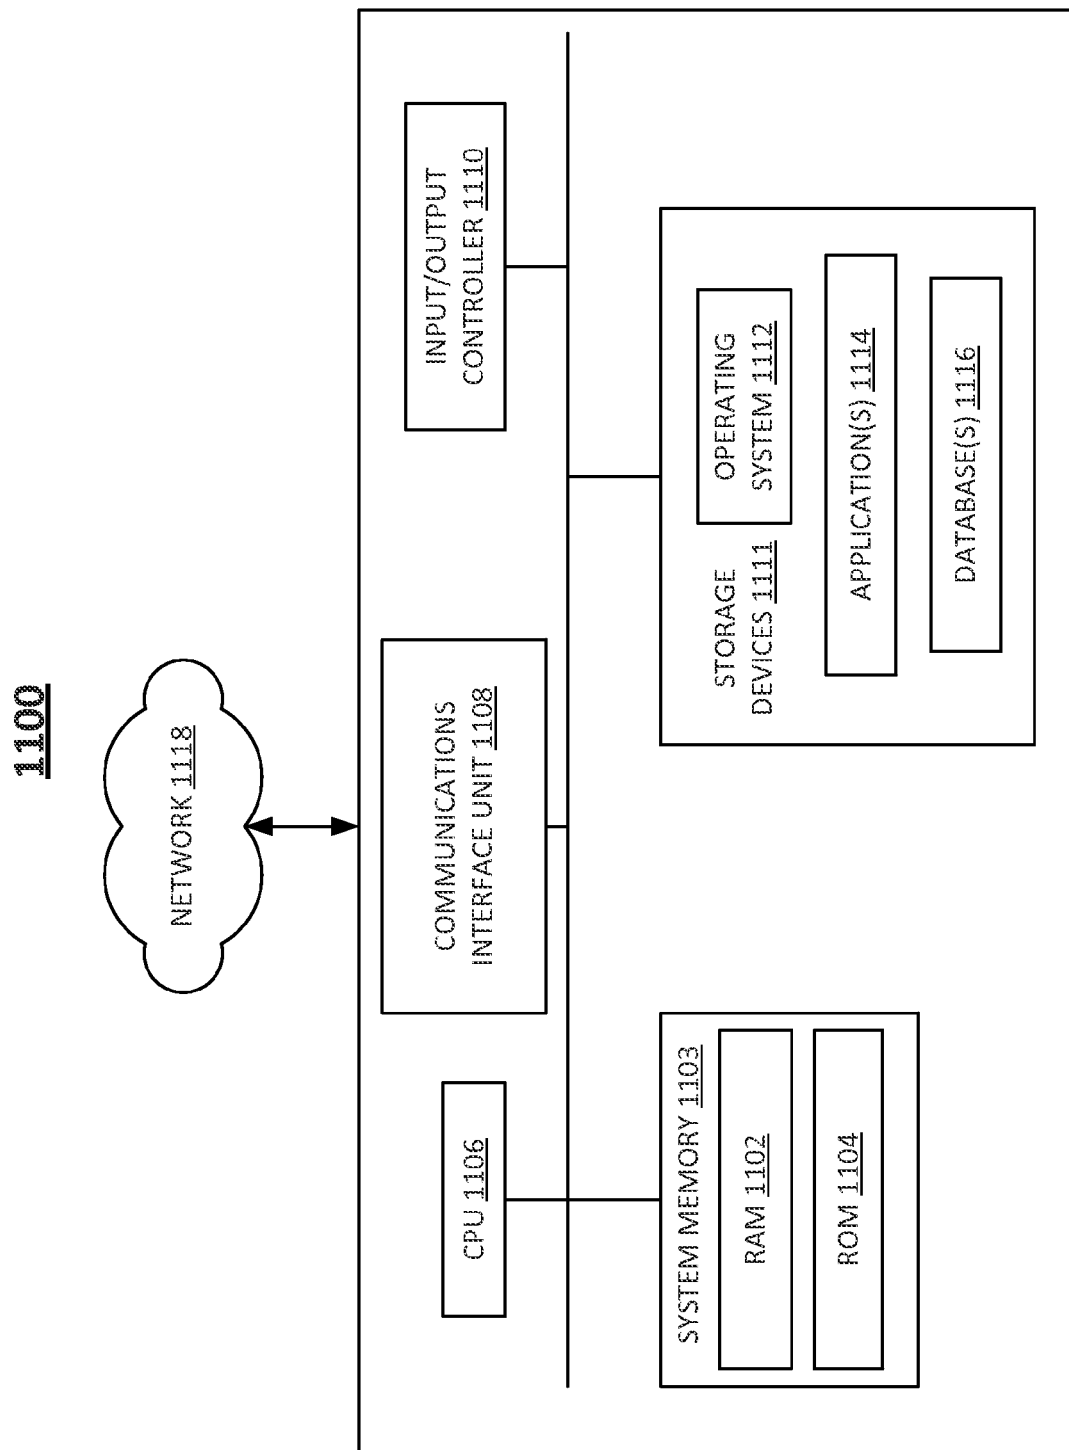 1100
NETWORK 1118
CPU 1106
COMMUNICATIONS
INTERFACE UNIT 1108
INPUT/OUTPUT
CONTROLLER 1110
SYSTEM MEMORY 1103
RAM 1102
ROM 1104
STORAGE
DEVICES 1111
OPERATING
SYSTEM 1112
APPLICATION(S) 1114
DATABASE(S) 1116